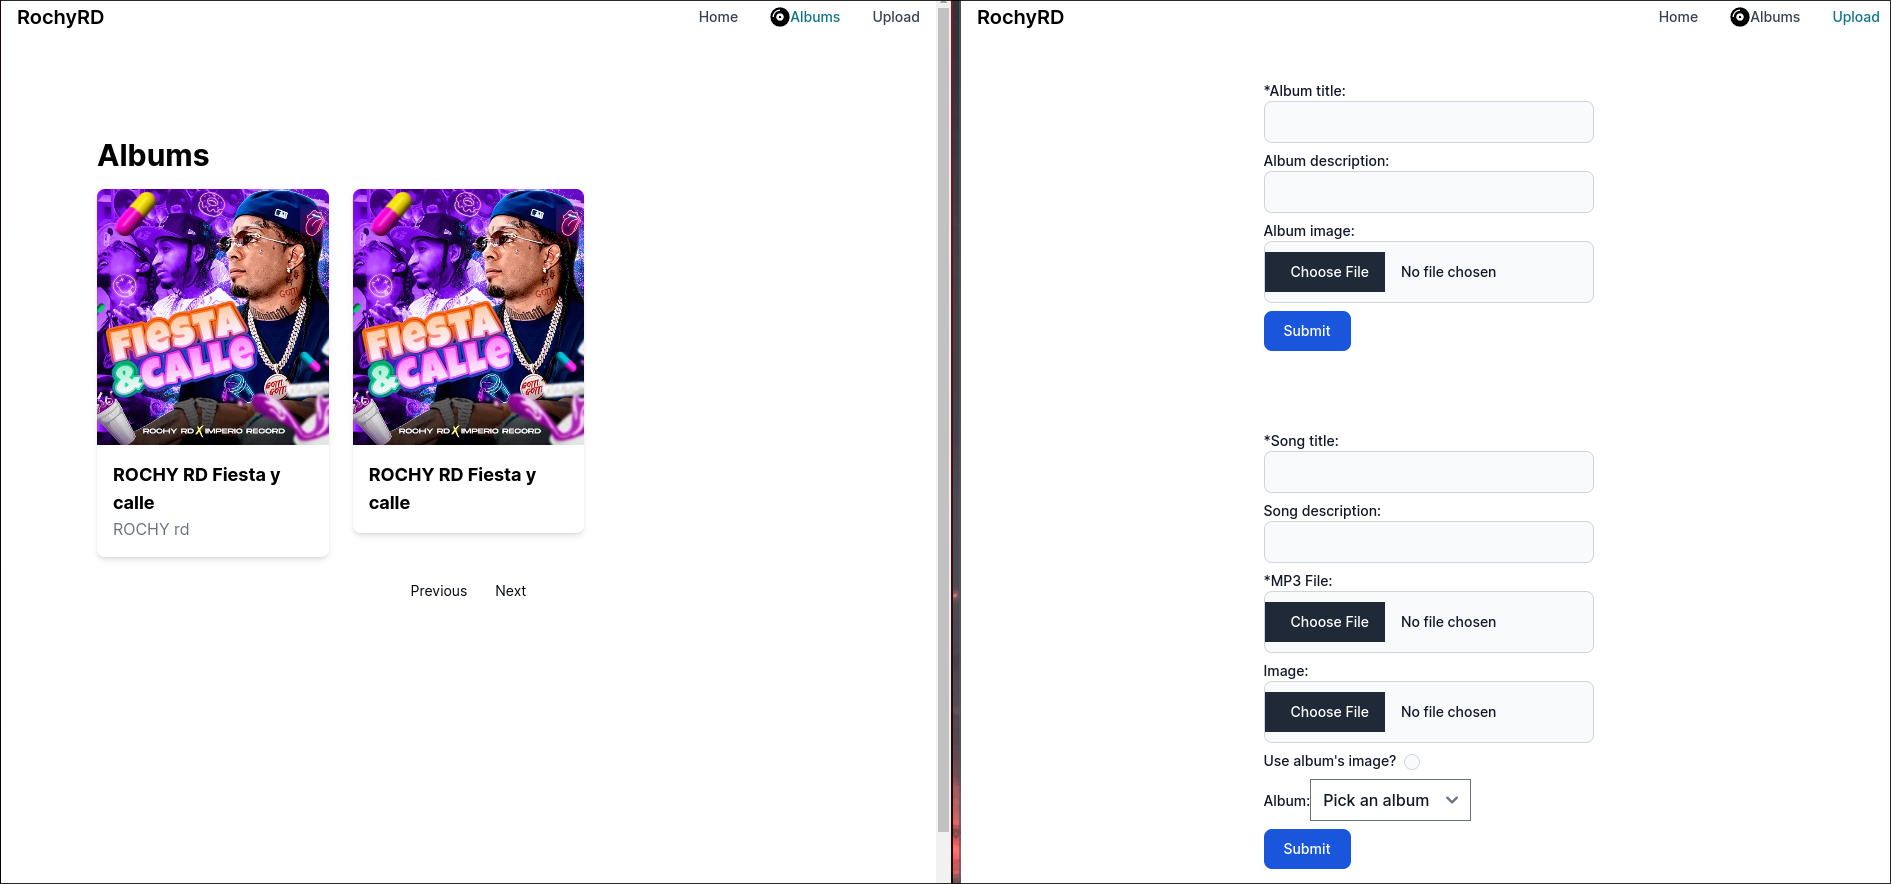 RochyRD
Home
Albums
Upload
Albums
FIESTA
&CALLE
ROCHY RD X IMPERIO RECORD
ROCHY RD Fiesta y
calle
ROCHY rd
FIESTA
&CALLE
ROCHY RD X IMPERIO RECORD
ROCHY RD Fiesta y
calle
Previous
Next
RochyRD
Home
Albums
Upload
*Album title:
Album description:
Album image:
Choose File
No file chosen
Submit
*Song title:
Song description:
*MP3 File:
Choose File
No file chosen
Image:
Choose File
No file chosen
Use album's image?
Album:
Pick an album
Submit